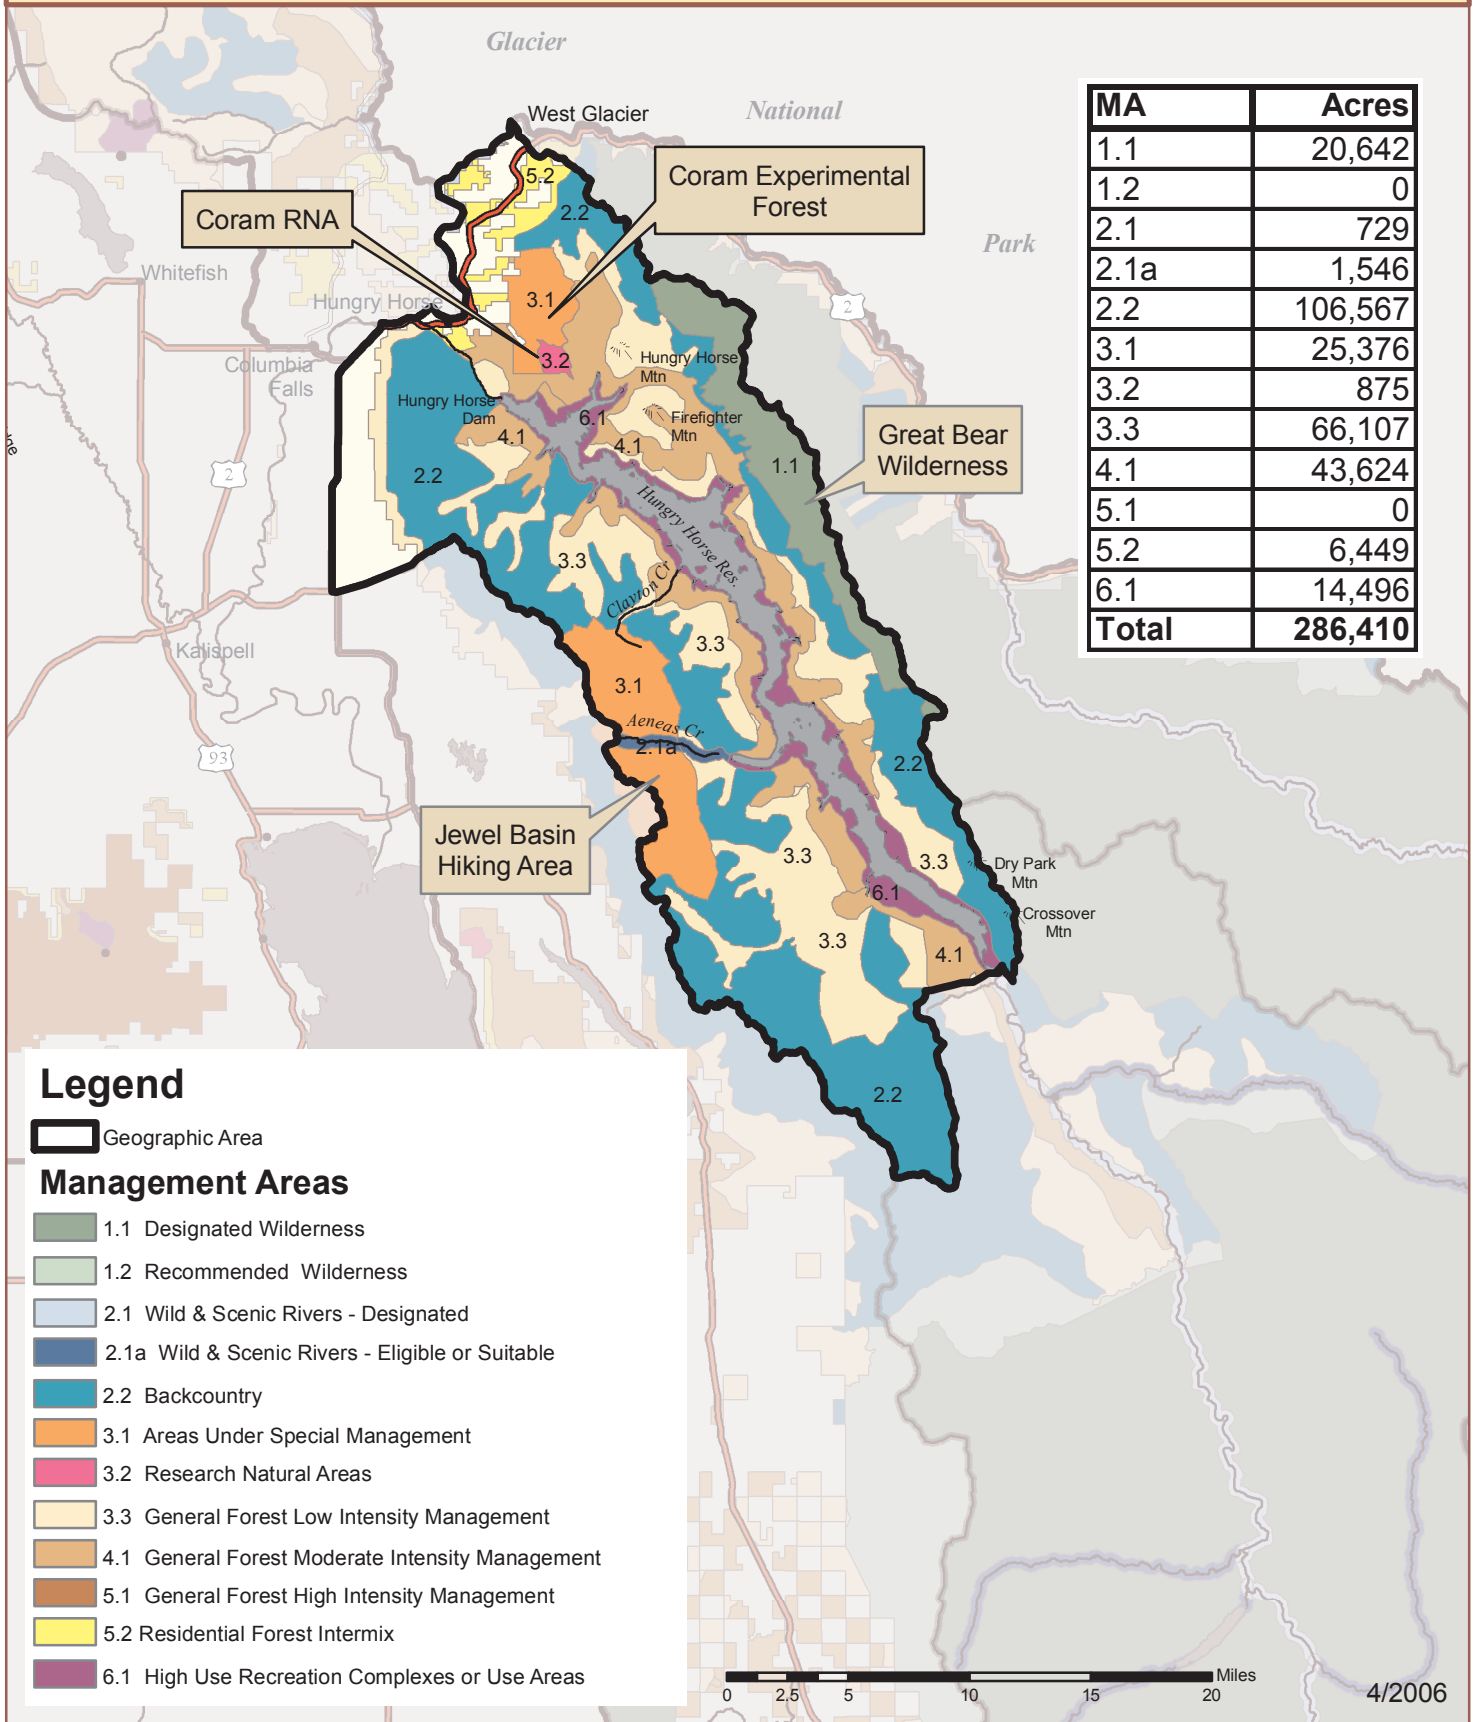 Glacier
West Glacier
National
Park
MA Acres
1.1 20,642
1.2 0
2.1 729
2.1a 1,546
2.2 106,567
3.1 25,376
3.2 875
3.3 66,107
4.1 43,624
5.1 0
5.2 6,449
6.1 14,496
Total 286,410
Coram Experimental
Forest
Coram RNA
5.2
2.2
Whitefish
Hungry Horse
3.1
2
3.2
Hungry Horse
Mtn
Columbia
Falls
Hungry Horse
Dam
6.1
Firefighter
Mtn
4.1
4.1
Great Bear
Wilderness
1.1
2
2.2
Hungry Horse Res.
3.3
Clayton Cr
3.3
Kalispell
3.1
Aeneas Cr
2.1a
93
2.2
Jewel Basin
Hiking Area
3.3
3.3
Dry Park
Mtn
6.1
Crossover
Mtn
3.3
4.1
2.2
Legend
Geographic Area
Management Areas
1.1 Designated Wilderness
1.2 Recommended Wilderness
2.1 Wild & Scenic Rivers - Designated
2.1a Wild & Scenic Rivers - Eligible or Suitable
2.2 Backcountry
3.1 Areas Under Special Management
3.2 Research Natural Areas
3.3 General Forest Low Intensity Management
4.1 General Forest Moderate Intensity Management
5.1 General Forest High Intensity Management
5.2 Residential Forest Intermix
6.1 High Use Recreation Complexes or Use Areas
Miles
0 2.5 5 10 15 20
4/2006